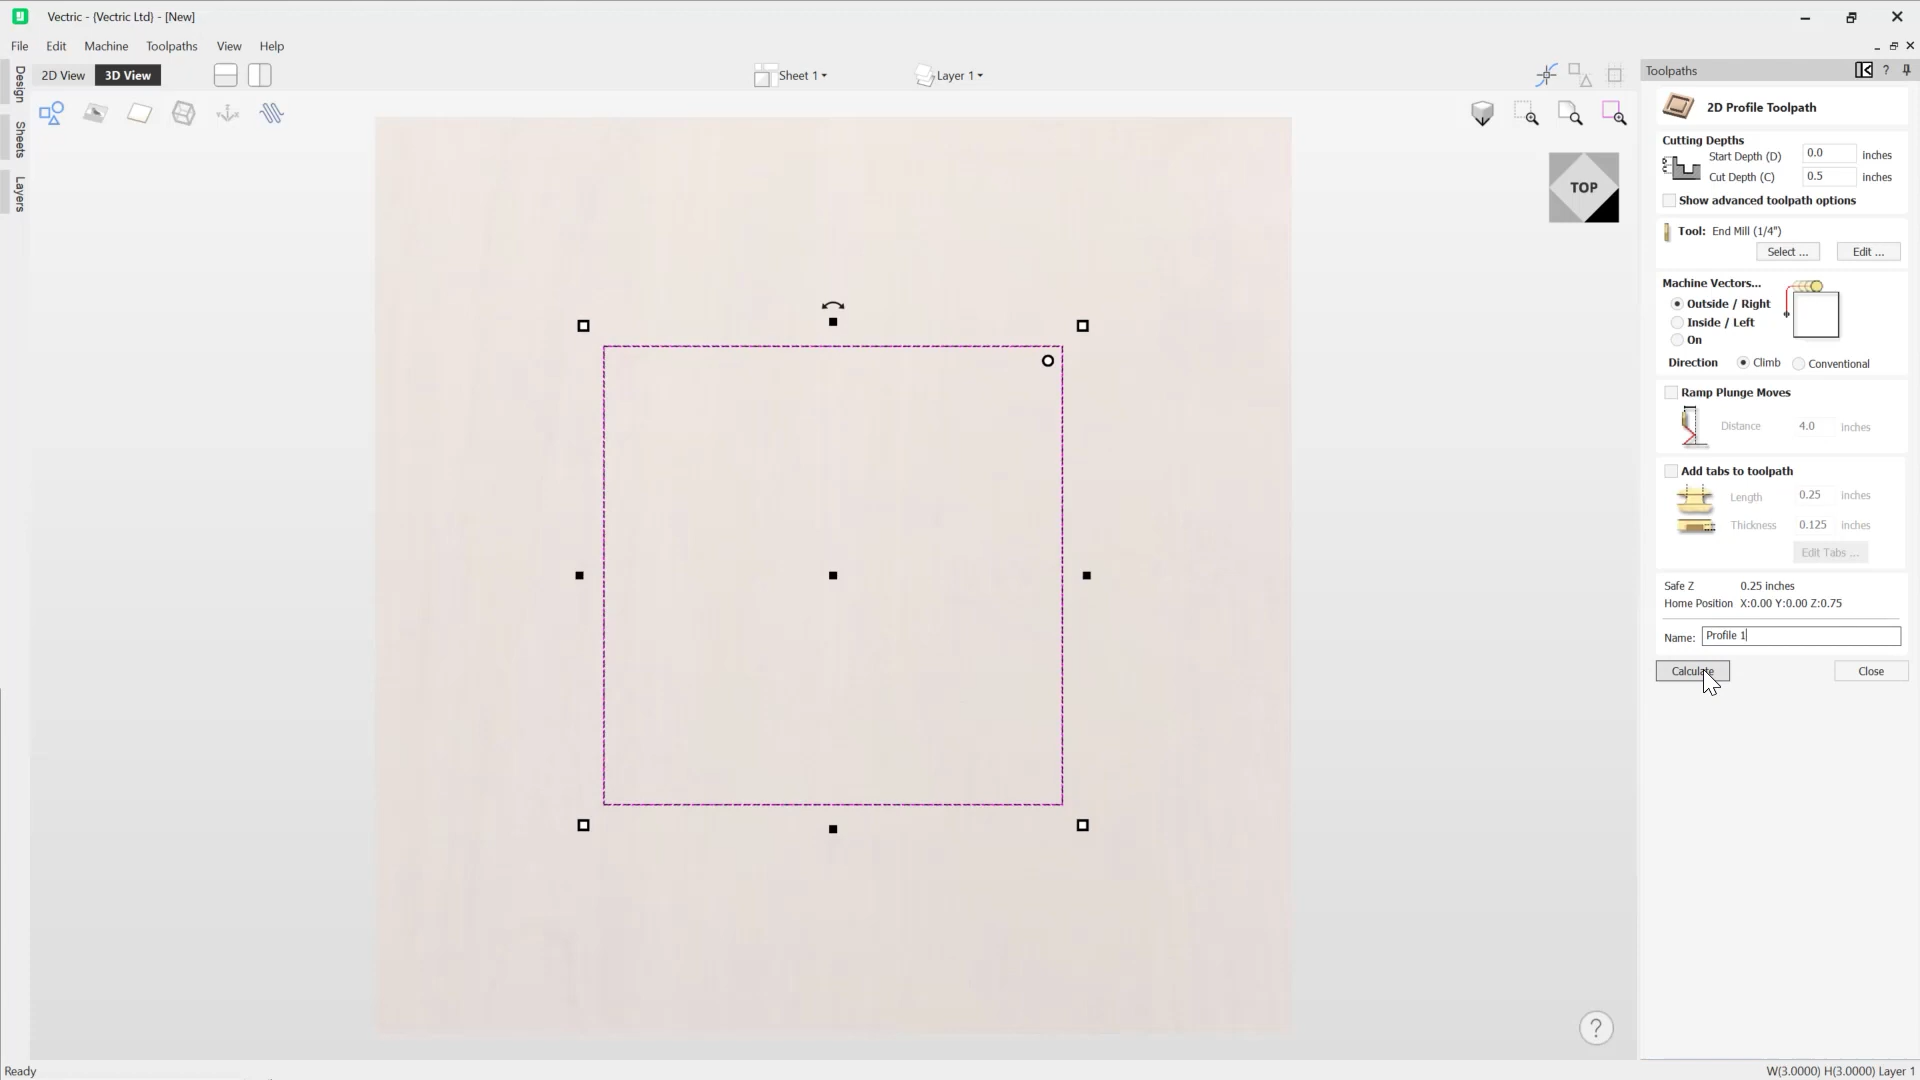 Vectric - {Vectric Ltd} - [New]
File Edit Machine Toolpaths View Help
2D View 3D View Sheet 1 Layer 1
Design
Sheets
Layers
TOP
Toolpaths ?
2D Profile Toolpath
Cutting Depths
Start Depth (D) 0.0 inches
Cut Depth (C) 0.5 inches
Show advanced toolpath options
Tool: End Mill (1/4")
Select ... Edit ...
Machine Vectors...
Outside / Right
Inside / Left
On
Direction Climb Conventional
Ramp Plunge Moves
Distance 4.0 inches
Add tabs to toolpath
Length 0.25 inches
Thickness 0.125 inches
Edit Tabs ...
Safe Z 0.25 inches
Home Position X:0.00 Y:0.00 Z:0.75
Name: Profile 1
Calculate Close
?
Ready W(3.0000) H(3.0000) Layer 1